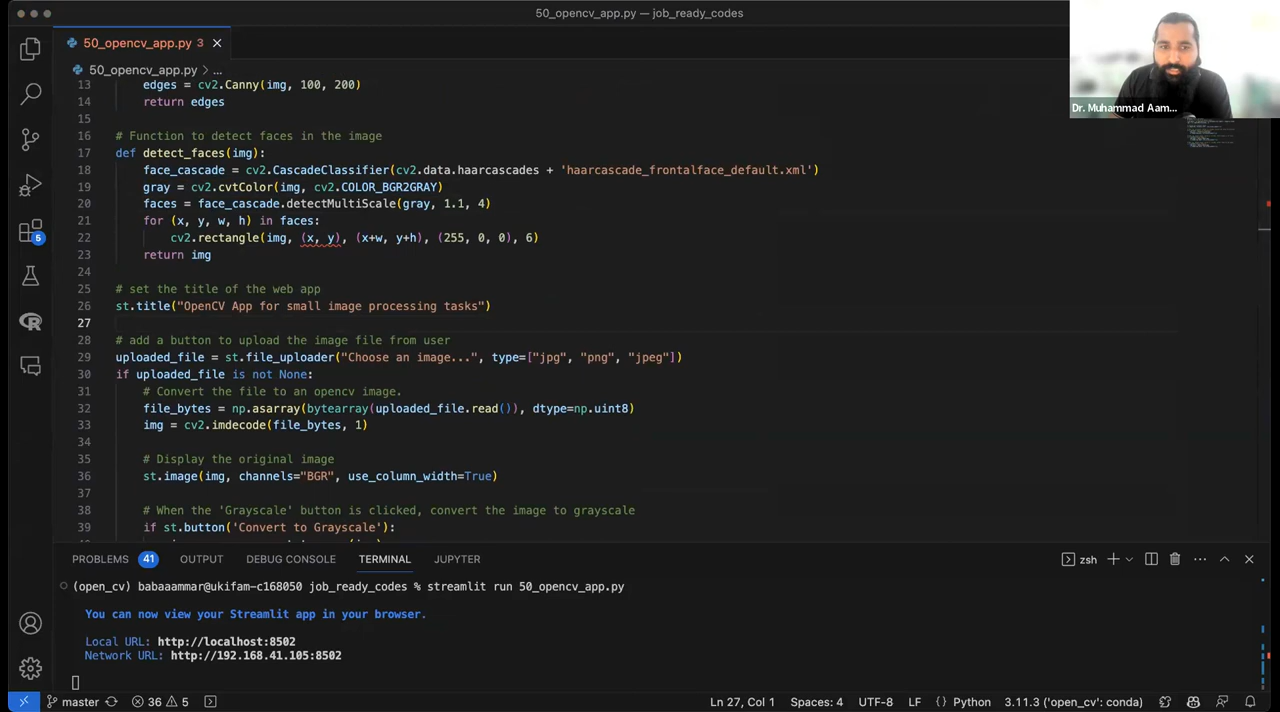 50_opencv_app.py — job_ready_codes
50_opencv_app.py 3
50_opencv_app.py > ...
13 edges = cv2.Canny(img, 100, 200)
14 return edges
15
16 # Function to detect faces in the image
17 def detect_faces(img):
18 face_cascade = cv2.CascadeClassifier(cv2.data.haarcascades + 'haarcascade_frontalface_default.xml')
19 gray = cv2.cvtColor(img, cv2.COLOR_BGR2GRAY)
20 faces = face_cascade.detectMultiScale(gray, 1.1, 4)
21 for (x, y, w, h) in faces:
22 cv2.rectangle(img, (x, y), (x+w, y+h), (255, 0, 0), 6)
23 return img
24
25 # set the title of the web app
26 st.title("OpenCV App for small image processing tasks")
27
28 # add a button to upload the image file from user
29 uploaded_file = st.file_uploader("Choose an image...", type=["jpg", "png", "jpeg"])
30 if uploaded_file is not None:
31 # Convert the file to an opencv image.
32 file_bytes = np.asarray(bytearray(uploaded_file.read()), dtype=np.uint8)
33 img = cv2.imdecode(file_bytes, 1)
34
35 # Display the original image
36 st.image(img, channels="BGR", use_column_width=True)
37
38 # When the 'Grayscale' button is clicked, convert the image to grayscale
39 if st.button('Convert to Grayscale'):
Dr. Muhammad Aam...
5
PROBLEMS 41 OUTPUT DEBUG CONSOLE TERMINAL JUPYTER zsh
(open_cv) babaaammar@ukifam-c168050 job_ready_codes % streamlit run 50_opencv_app.py
You can now view your Streamlit app in your browser.
Local URL: http://localhost:8502
Network URL: http://192.168.41.105:8502
master 36 5 Ln 27, Col 1 Spaces: 4 UTF-8 LF {} Python 3.11.3 ('open_cv': conda)